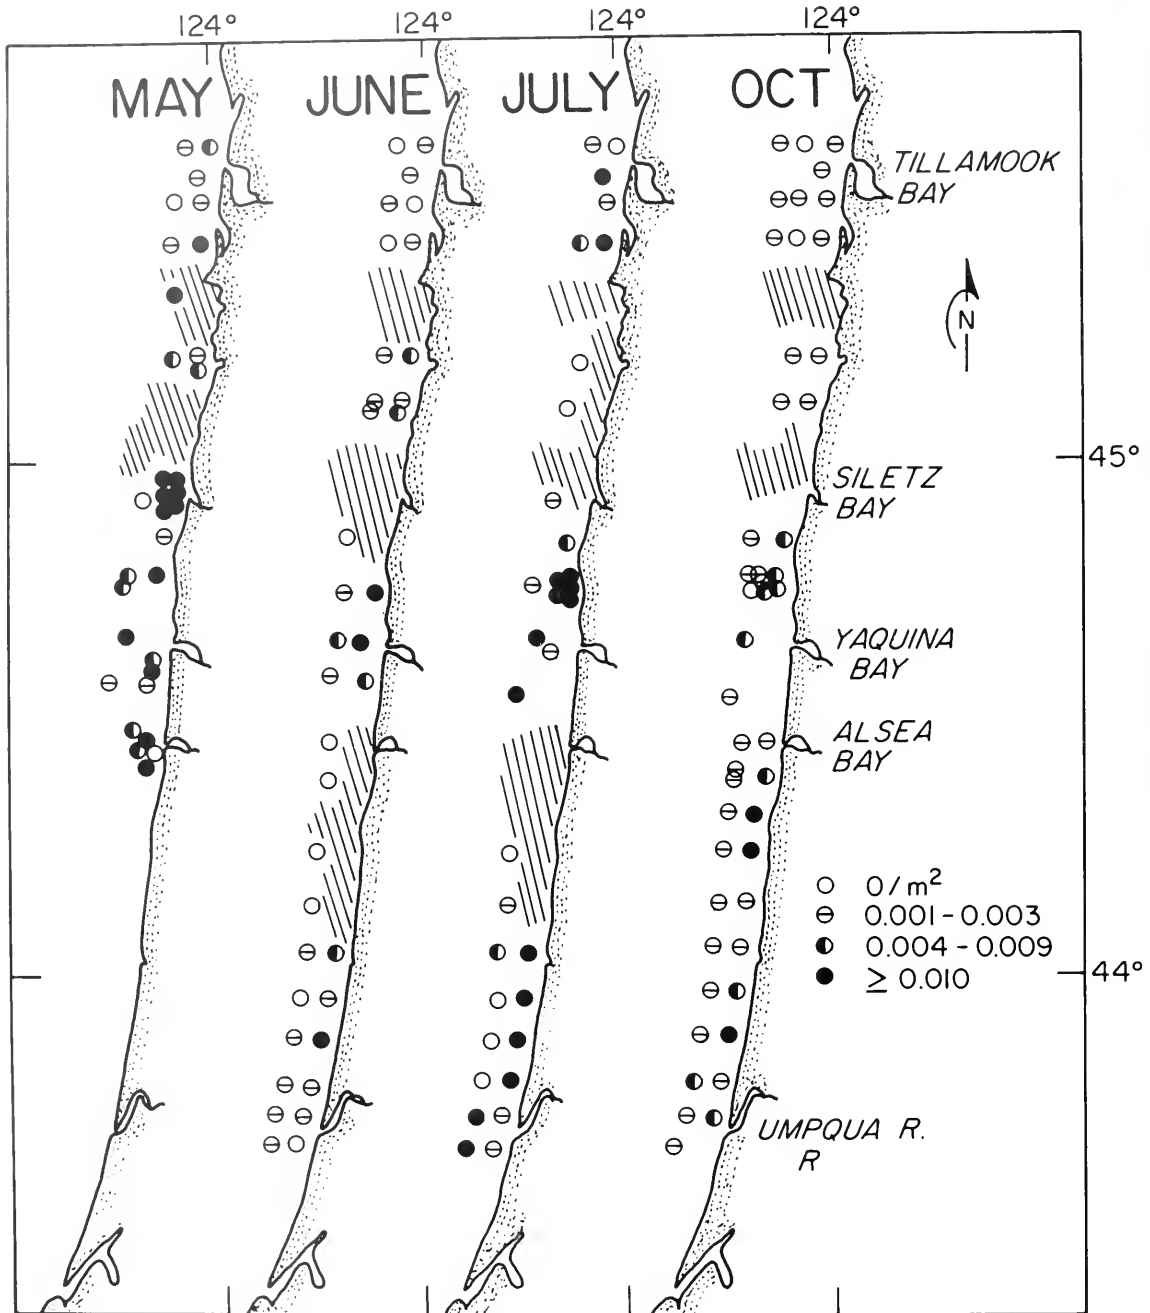 124° 124° 124° 124°
MAY JUNE JULY OCT
TILLAMOOK
BAY
N
45°
SILETZ
BAY
YAQUINA
BAY
ALSEA
BAY
0/m²
0.001-0.003
0.004-0.009
≥ 0.010
44°
UMPQUA R.
R